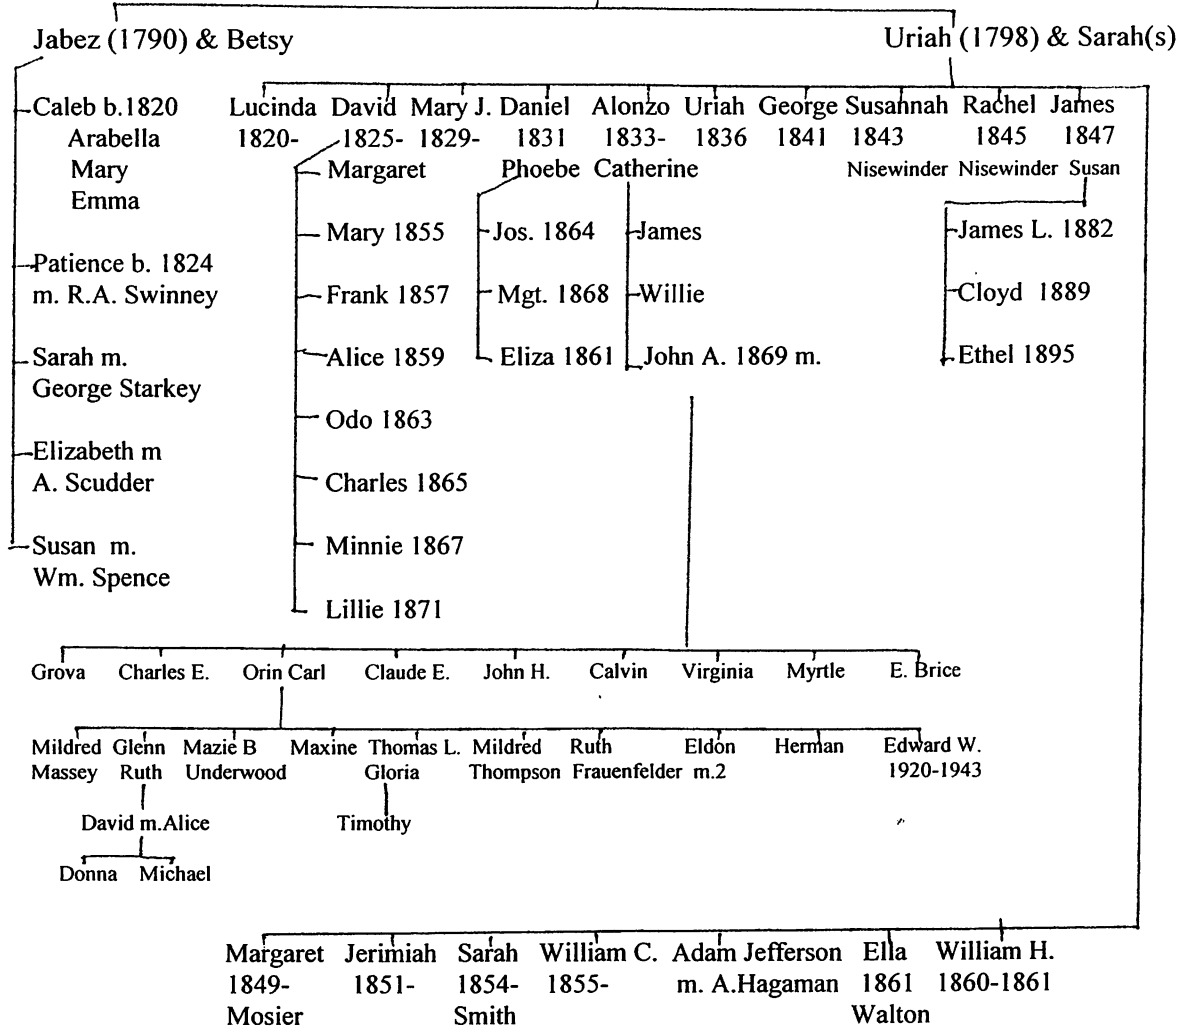 Jabez (1790) & Betsy Uriah (1798) & Sarah(s)
Caleb b.1820 Lucinda David Mary J. Daniel Alonzo Uriah George Susannah Rachel James
Arabella 1820- 1825- 1829- 1831 1833- 1836 1841 1843 1845 1847
Mary Margaret Phoebe Catherine Nisewinder Nisewinder Susan
Emma
Mary 1855 Jos. 1864 James James L. 1882
Patience b. 1824
m. R.A. Swinney Frank 1857 Mgt. 1868 Willie Cloyd 1889
Sarah m. Alice 1859 Eliza 1861 John A. 1869 m. Ethel 1895
George Starkey
Odo 1863
Elizabeth m
A. Scudder Charles 1865
Susan m. Minnie 1867
Wm. Spence
Lillie 1871
Grova Charles E. Orin Carl Claude E. John H. Calvin Virginia Myrtle E. Brice
Mildred Glenn Mazie B Maxine Thomas L. Mildred Ruth Eldon Herman Edward W.
Massey Ruth Underwood Gloria Thompson Frauenfelder m.2 1920-1943
David m.Alice Timothy
Donna Michael
Margaret Jerimiah Sarah William C. Adam Jefferson Ella William H.
1849- 1851- 1854- 1855- m. A.Hagaman 1861 1860-1861
Mosier Smith Walton